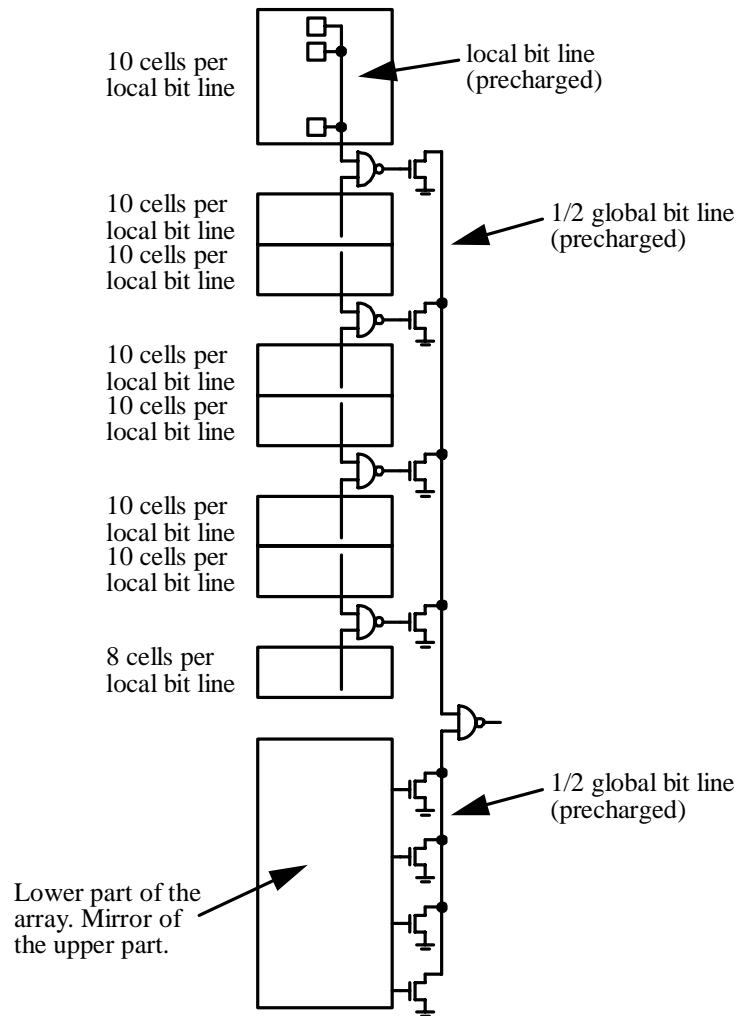 10 cells per
local bit line
local bit line
(precharged)
10 cells per
local bit line
10 cells per
local bit line
1/2 global bit line
(precharged)
10 cells per
local bit line
10 cells per
local bit line
10 cells per
local bit line
10 cells per
local bit line
8 cells per
local bit line
1/2 global bit line
(precharged)
Lower part of the
array. Mirror of
the upper part.